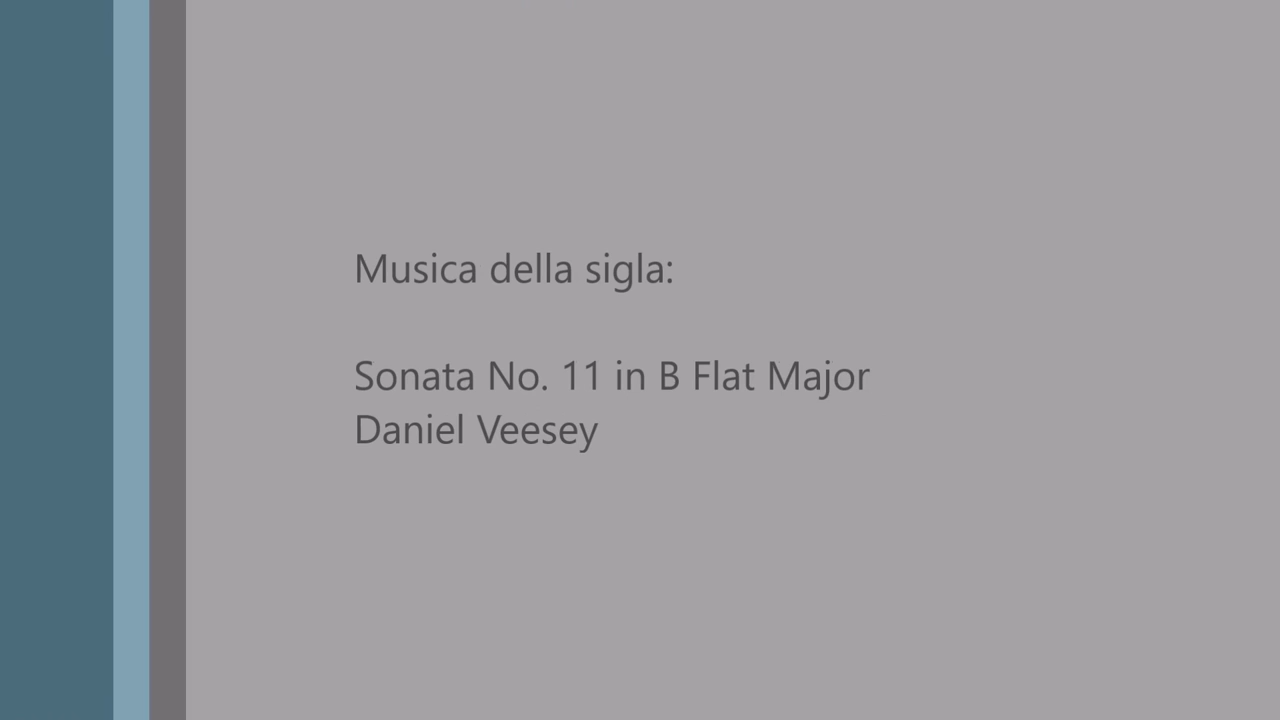 Musica della sigla:
Sonata No. 11 in B Flat Major
Daniel Veesey